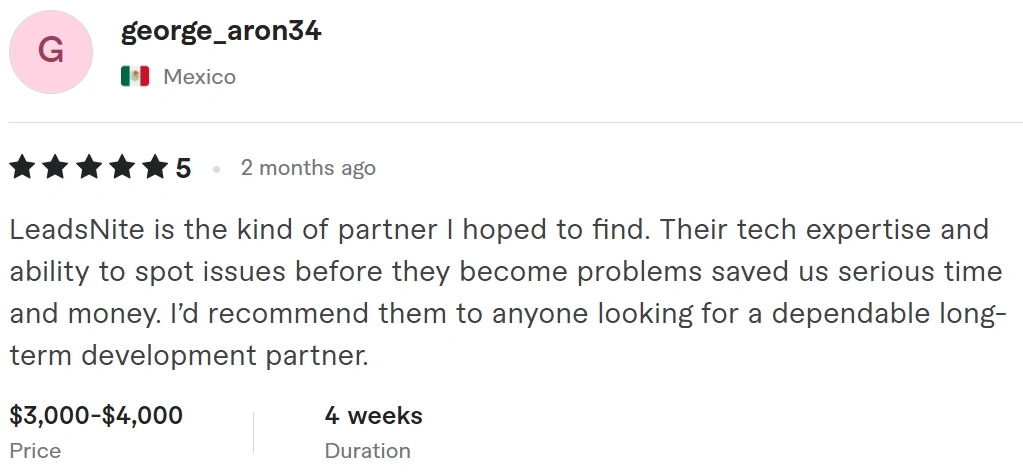 G
george_aron34
Mexico
5 • 2 months ago
LeadsNite is the kind of partner I hoped to find. Their tech expertise and
ability to spot issues before they become problems saved us serious time
and money. I’d recommend them to anyone looking for a dependable long-
term development partner.
$3,000-$4,000
Price
4 weeks
Duration